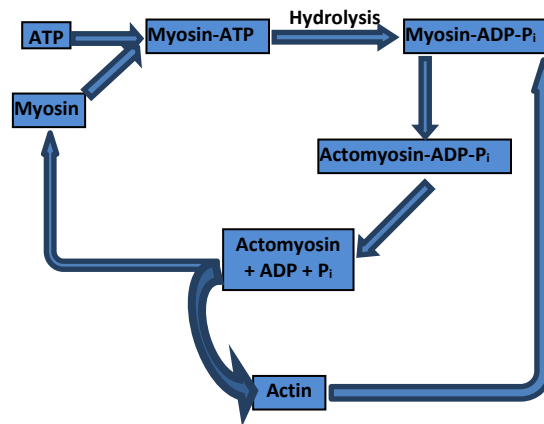 Hydrolysis
ATP
Myosin-ATP
Myosin-ADP-Pᵢ
Myosin
Actomyosin-ADP-Pᵢ
Actomyosin
+ ADP + Pᵢ
Actin